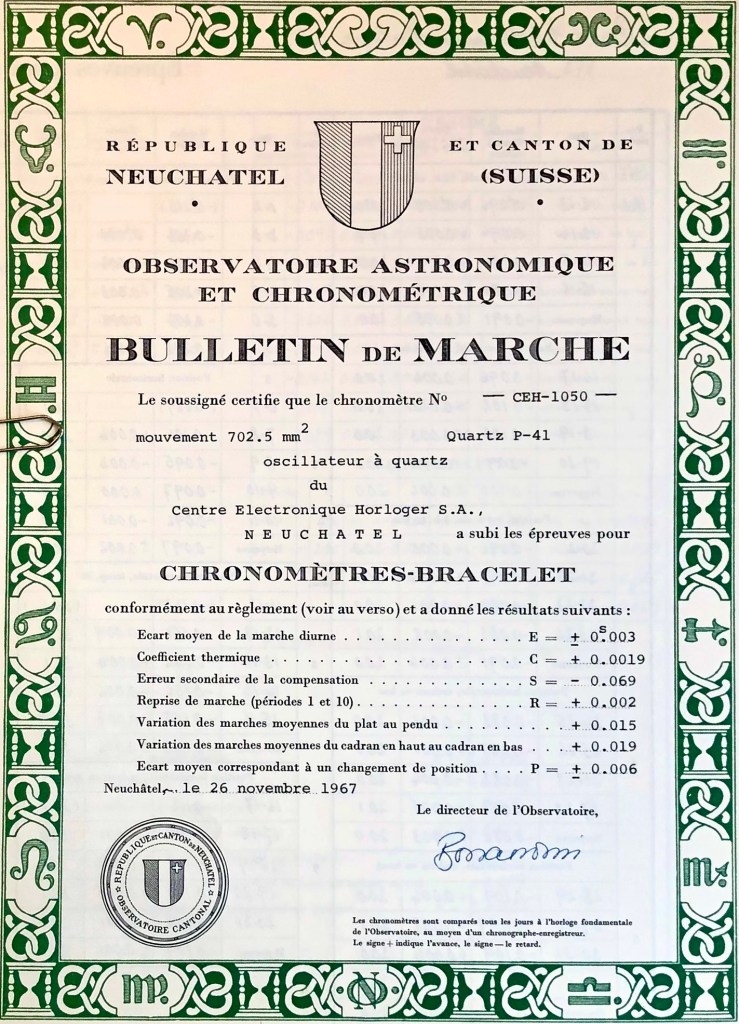 RÉPUBLIQUE ET CANTON DE
NEUCHATEL (SUISSE)
OBSERVATOIRE ASTRONOMIQUE
ET CHRONOMÉTRIQUE
BULLETIN DE MARCHE
Le soussigné certifie que le chronomètre No — CEH-1050 —
mouvement 702.5 mm2 Quartz P-41
oscillateur à quartz
du
Centre Electronique Horloger S.A.,
NEUCHATEL a subi les épreuves pour
CHRONOMÈTRES-BRACELET
conformément au règlement (voir au verso) et a donné les résultats suivants :
Ecart moyen de la marche diurne . . . . . . . . . . . . . . . . E = ± 0s.003
Coefficient thermique . . . . . . . . . . . . . . . . . . . . . . C = + 0.0019
Erreur secondaire de la compensation . . . . . . . . . . . . . . S = - 0.069
Reprise de marche (périodes 1 et 10) . . . . . . . . . . . . . . R = + 0.002
Variation des marches moyennes du plat au pendu . . . . . . . . . + 0.015
Variation des marches moyennes du cadran en haut au cadran en bas . . . + 0.019
Ecart moyen correspondant à un changement de position . . . . P = ± 0.006
Neuchâtel, le 26 novembre 1967
Le directeur de l'Observatoire,
RÉPUBLIQUE ET CANTON DE NEUCHATEL
OBSERVATOIRE CANTONAL
Les chronomètres sont comparés tous les jours à l'horloge fondamentale
de l'Observatoire, au moyen d'un chronographe-enregistreur.
Le signe + indique l'avance, le signe — le retard.
N